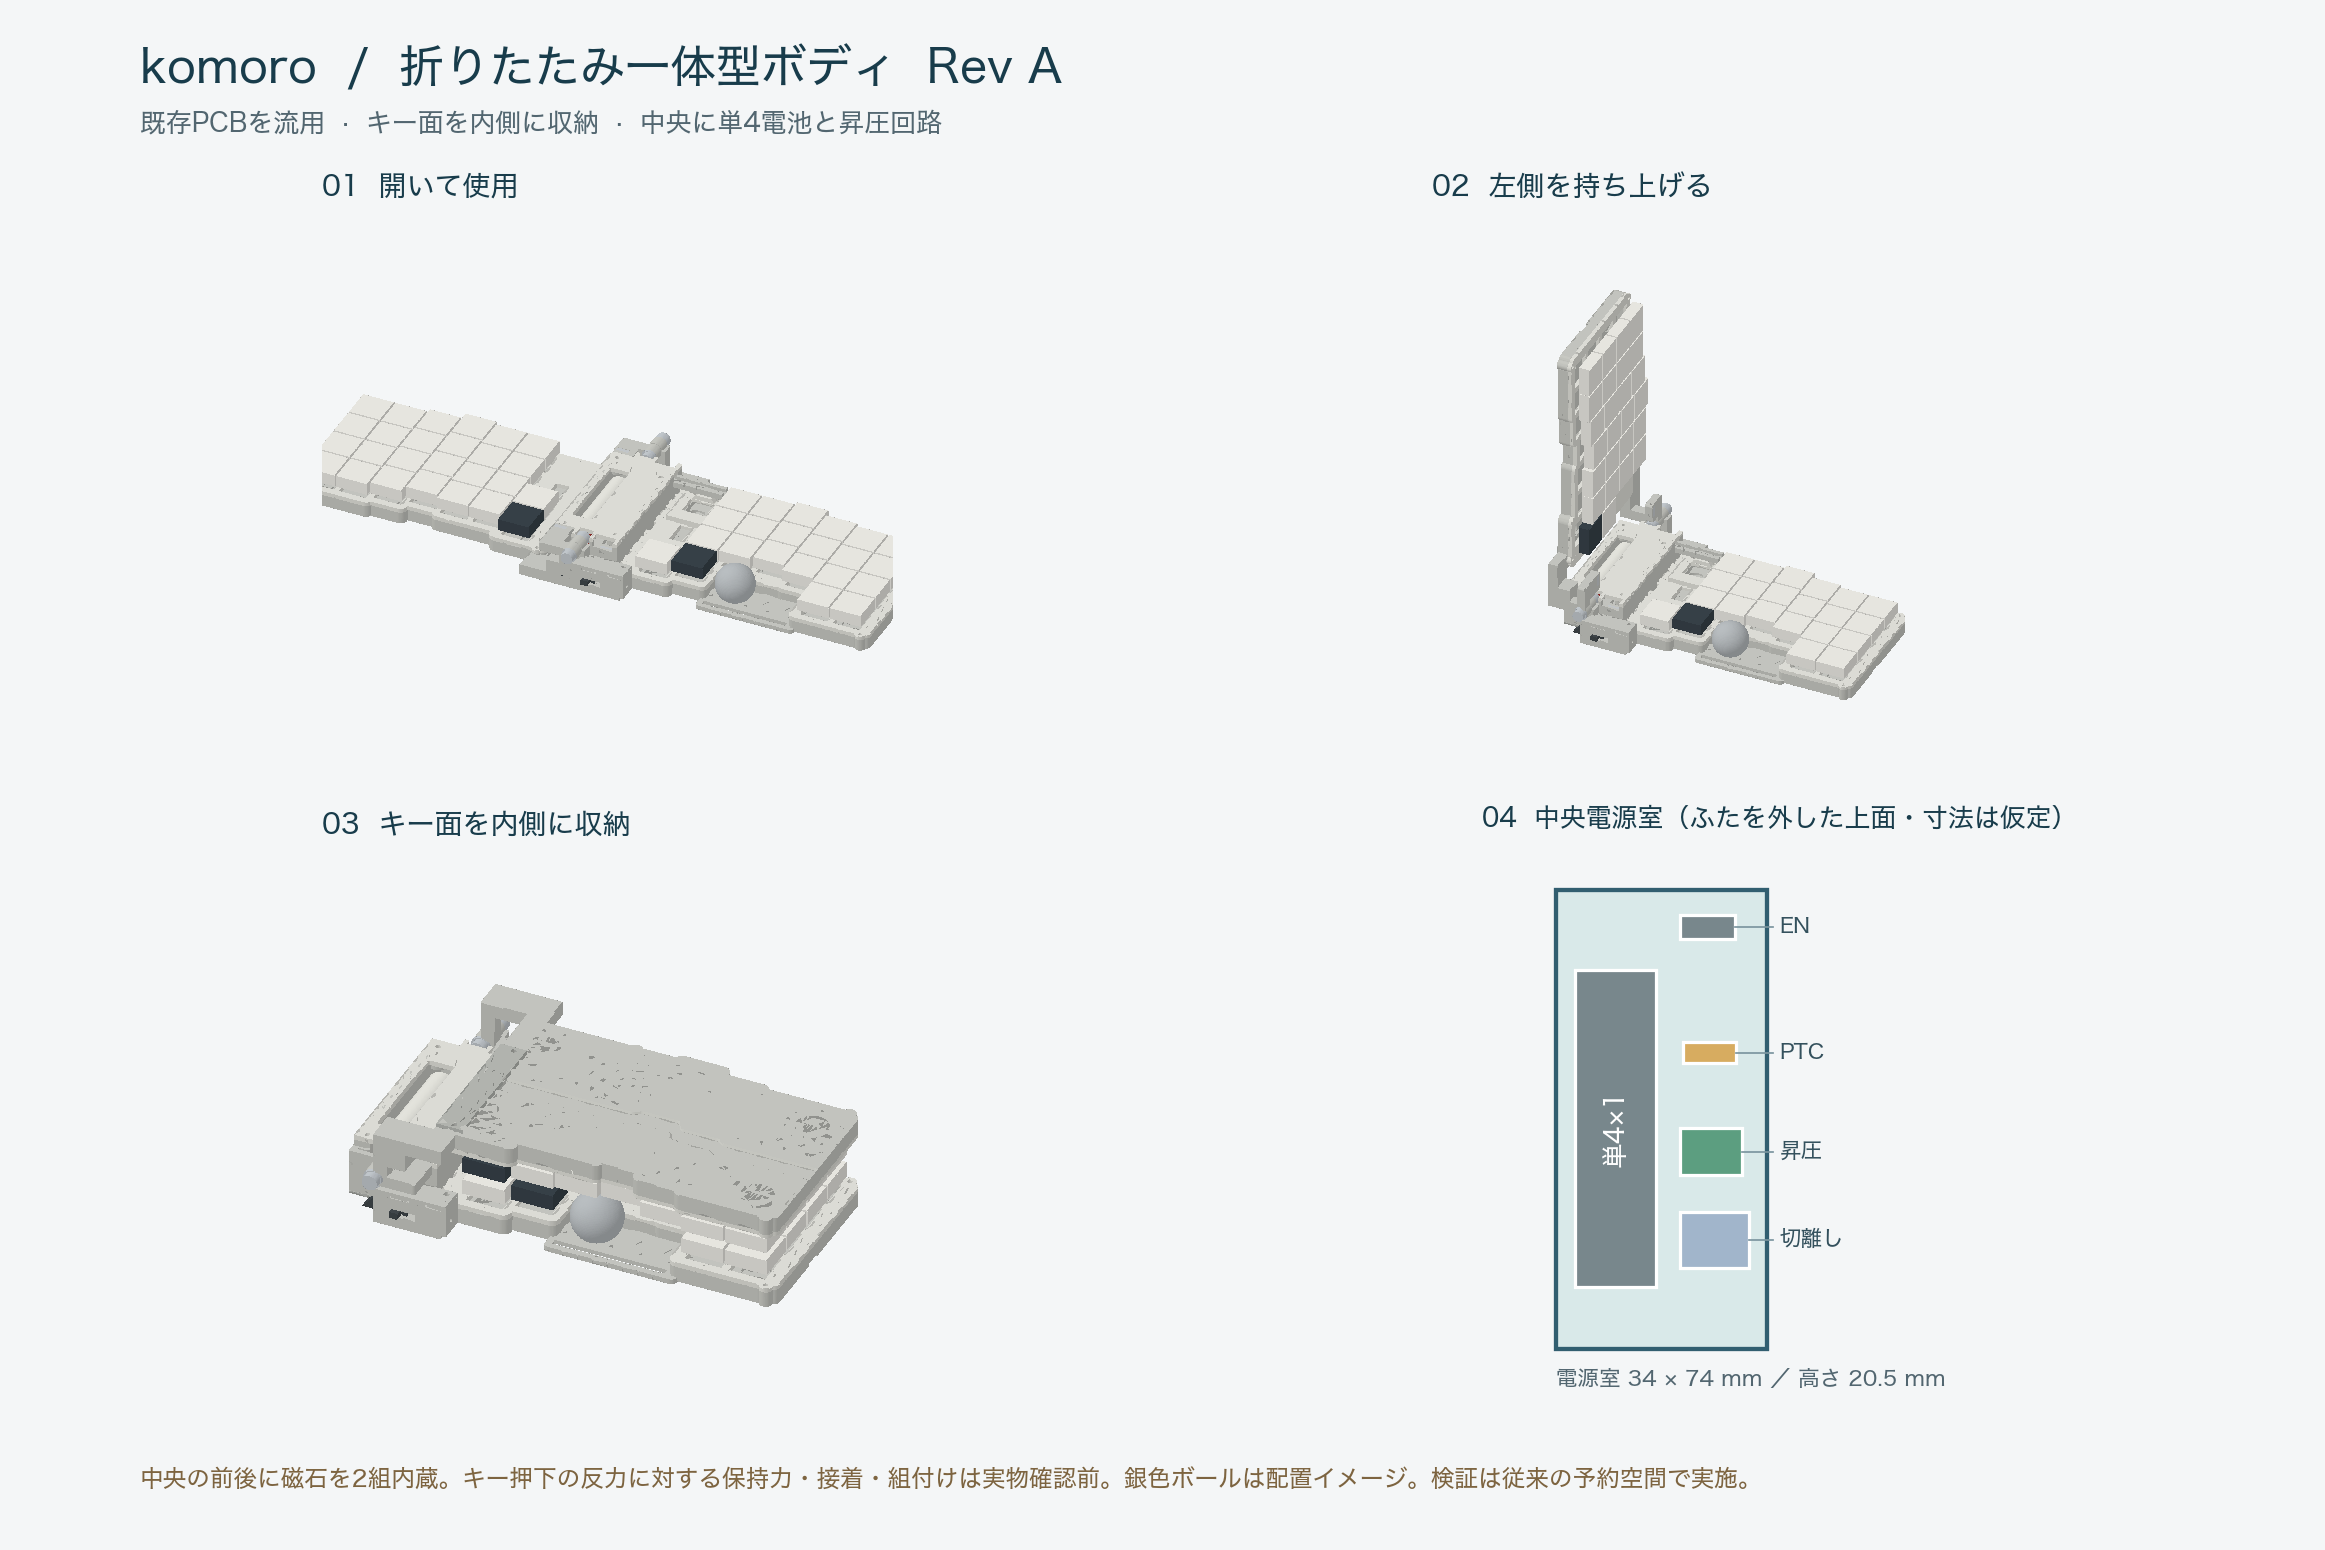 komoro / 折りたたみ一体型ボディ Rev A
既存PCBを流用 · キー面を内側に収納 · 中央に単4電池と昇圧回路
01 開いて使用
02 左側を持ち上げる
03 キー面を内側に収納
04 中央電源室（ふたを外した上面・寸法は仮定）
EN
PTC
単4×1
昇圧
切離し
電源室 34 × 74 mm ／ 高さ 20.5 mm
中央の前後に磁石を2組内蔵。キー押下の反力に対する保持力・接着・組付けは実物確認前。銀色ボールは配置イメージ。検証は従来の予約空間で実施。